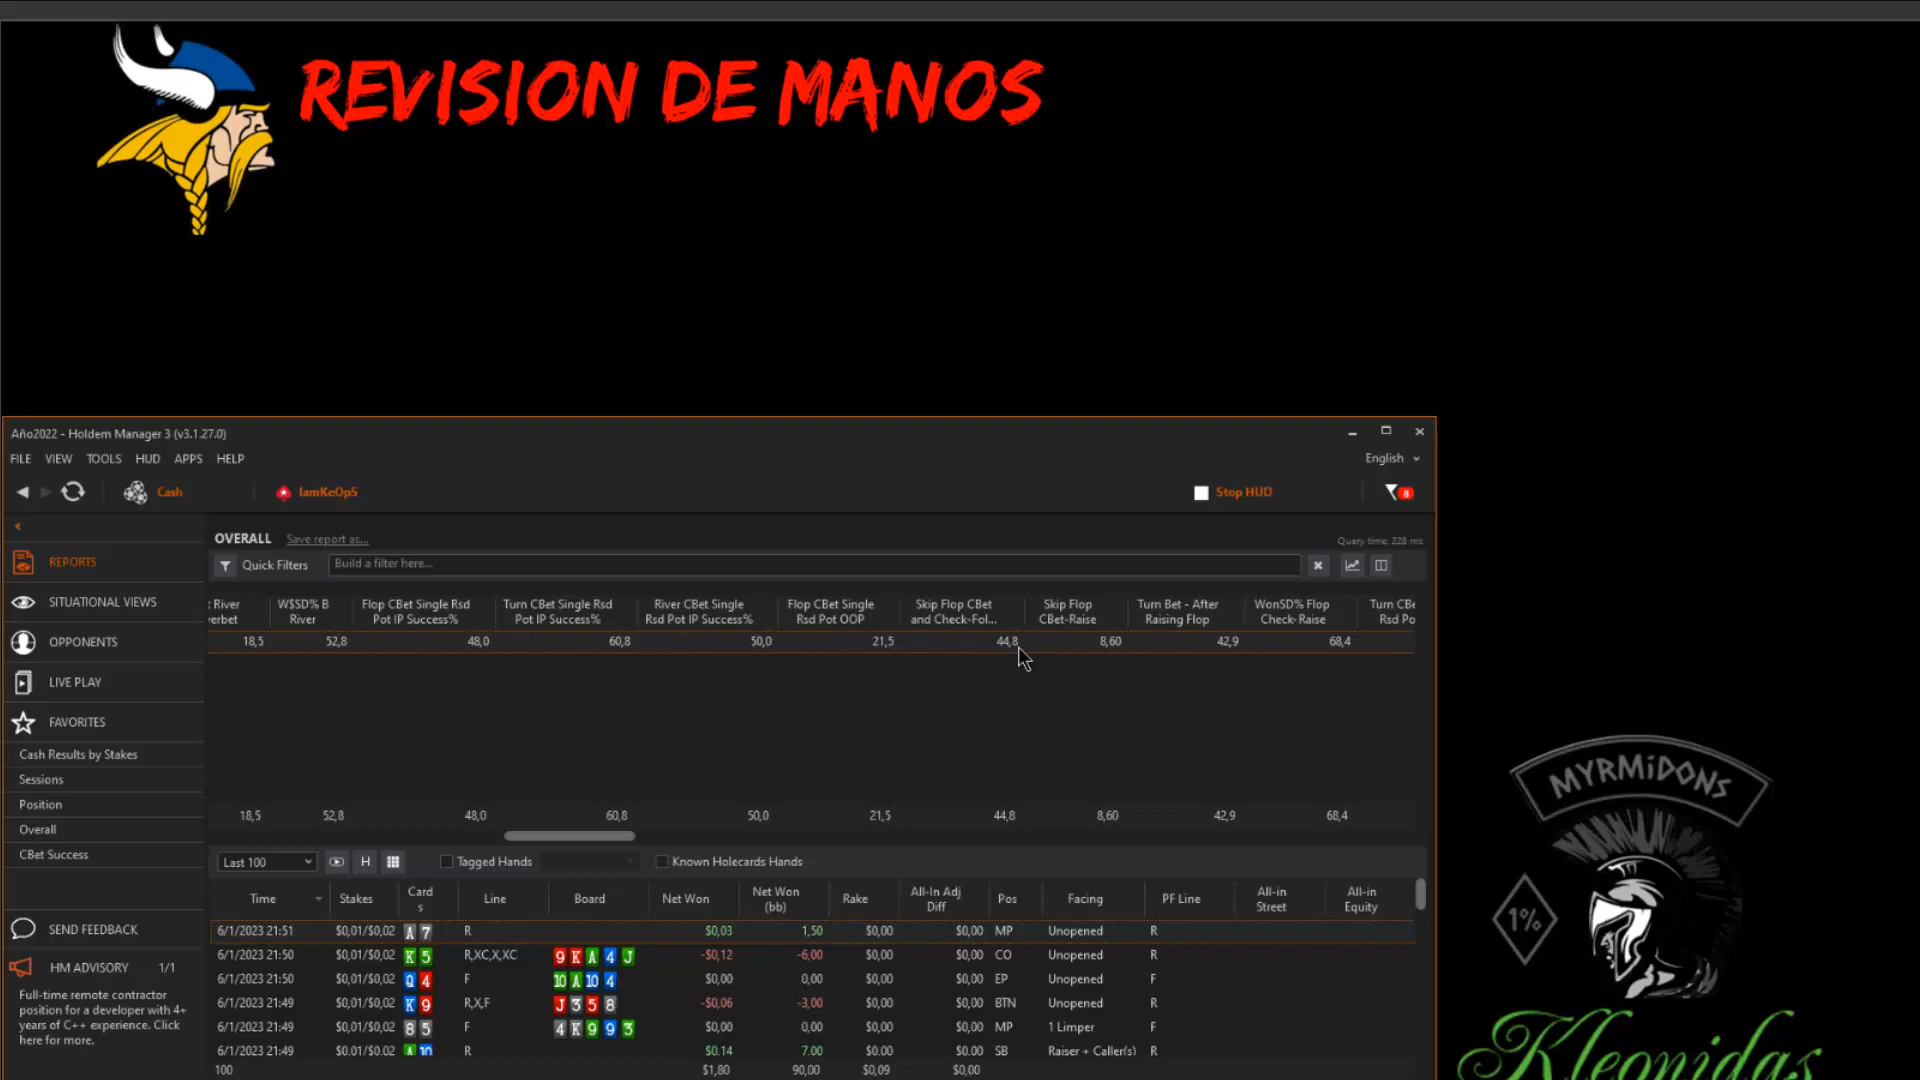 REVISION DE MANOS
Año2022 - Holdem Manager 3 (v3.1.27.0)
FILE VIEW TOOLS HUD APPS HELP
English
Cash
IamKeOpS
Stop HUD
8
OVERALL
Save report as...
Query time: 228 ms
REPORTS
Quick Filters
Build a filter here...
SITUATIONAL VIEWS
OPPONENTS
LIVE PLAY
FAVORITES
Cash Results by Stakes
Sessions
Position
Overall
CBet Success
SEND FEEDBACK
HM ADVISORY 1/1
Full-time remote contractor
position for a developer with 4+
years of C++ experience. Click
here for more.
River W$SD% B Flop CBet Single Rsd Turn CBet Single Rsd River CBet Single Flop CBet Single Skip Flop CBet Skip Flop Turn Bet - After WonSD% Flop Turn CBe
verbet River Pot IP Success% Pot IP Success% Rsd Pot IP Success% Rsd Pot OOP and Check-Fol... CBet-Raise Raising Flop Check- Raise Rsd Po
18,5 52,8 48,0 60,8 50,0 21,5 44,8 8,60 42,9 68,4
18,5 52,8 48,0 60,8 50,0 21,5 44,8 8,60 42,9 68,4
Last 100 H Tagged Hands Known Holecards Hands
Card Net Won All-In Adj All-in All-in
Time Stakes Line Board Net Won Rake Pos Facing PF Line
s (bb) Diff Street Equity
6/1/2023 21:51 $0,01/$0,02 A 7 R $0,03 1,50 $0,00 $0,00 MP Unopened R
6/1/2023 21:50 $0,01/$0,02 K 5 R,XC,X,XC 9 K A 4 J -$0,12 -6,00 $0,00 $0,00 CO Unopened R
6/1/2023 21:50 $0,01/$0,02 Q 4 F 10 A 10 4 $0,00 0,00 $0,00 $0,00 EP Unopened F
6/1/2023 21:49 $0,01/$0,02 K 9 R,X,F J 3 5 8 -$0,06 -3,00 $0,00 $0,00 BTN Unopened R
6/1/2023 21:49 $0,01/$0,02 8 5 F 4 K 9 9 3 $0,00 0,00 $0,00 $0,00 MP 1 Limper F
6/1/2023 21:49 $0,01/$0,02 A 10 R $0,14 7,00 $0,00 $0,00 SB Raiser + Caller(s) R
100 $1,80 90,00 $0,09 $0,00
MYRMiDONS
1%
Kleonidas